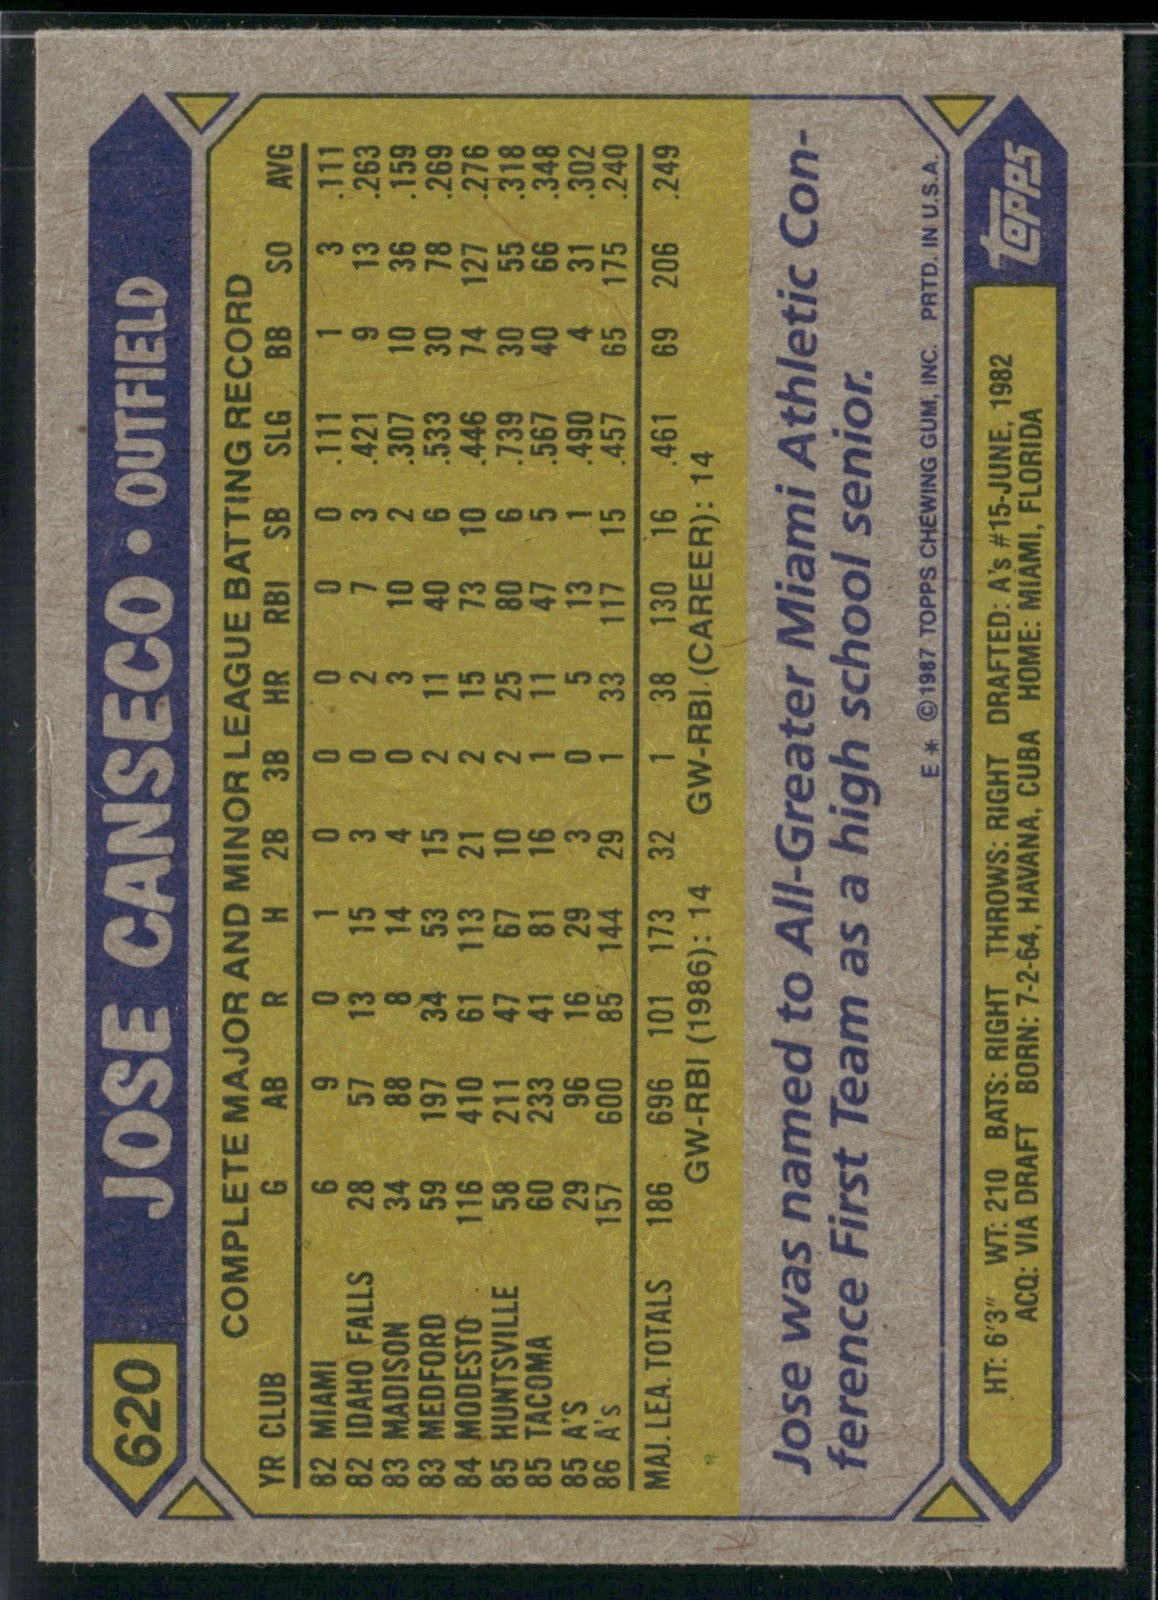 620 JOSE CANSECO • OUTFIELD
COMPLETE MAJOR AND MINOR LEAGUE BATTING RECORD
YR CLUB G AB R H 2B 3B HR RBI SB SLG BB SO AVG
82 MIAMI 6 9 0 1 0 0 0 0 0 .111 1 3 .111
82 IDAHO FALLS 28 57 13 15 3 0 2 7 3 .421 9 13 .263
83 MADISON 34 88 8 14 4 0 3 10 2 .307 10 36 .159
83 MEDFORD 59 197 34 53 15 2 11 40 6 .533 30 78 .269
84 MODESTO 116 410 61 113 21 2 15 73 10 .446 74 127 .276
85 HUNTSVILLE 58 211 47 67 10 2 25 80 6 .739 30 55 .318
85 TACOMA 60 233 41 81 16 1 11 47 5 .567 40 66 .348
85 A'S 29 96 16 29 3 0 5 13 1 .490 4 31 .302
86 A's 157 600 85 144 29 1 33 117 15 .457 65 175 .240
MAJ. LEA. TOTALS 186 696 101 173 32 1 38 130 16 .461 69 206 .249
GW-RBI (1986): 14 GW-RBI (CAREER): 14
Jose was named to All-Greater Miami Athletic Con-
ference First Team as a high school senior.
E* ©1987 TOPPS CHEWING GUM, INC. PRTD. IN U.S.A.
HT: 6'3" WT: 210 BATS: RIGHT THROWS: RIGHT DRAFTED: A's #15-JUNE, 1982
ACQ: VIA DRAFT BORN: 7-2-64, HAVANA, CUBA HOME: MIAMI, FLORIDA
Topps